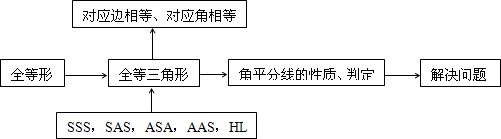 对应边相等、对应角相等
全等形
全等三角形
角平分线的性质、判定
解决问题
SSS，SAS，ASA，AAS，HL